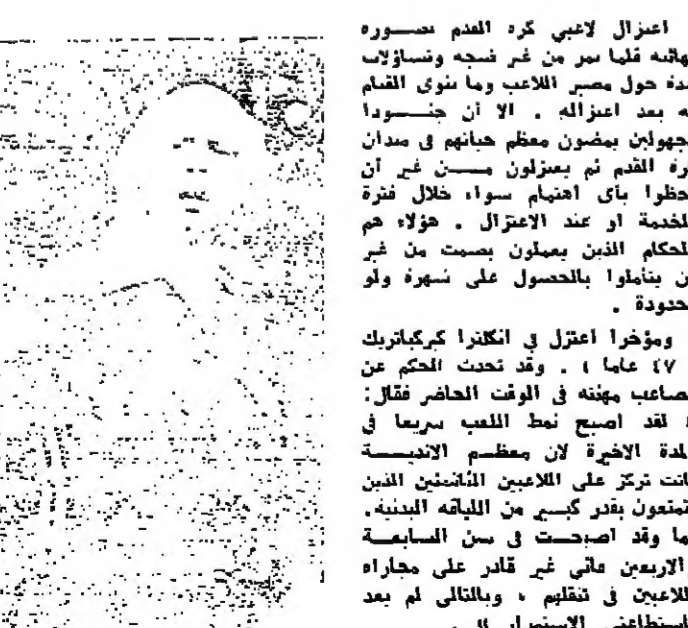 اعتزال لاعبي كرة القدم بصورة
نهائية قلما يمر من غير ضجة وتساؤلات
عدة حول مصير اللاعب وما ينوي القيام
به بعد اعتزاله . الا أن جنودا
مجهولين يمضون معظم حياتهم في ميدان
كرة القدم ثم يعتزلون من غير أن
يحظوا بأي اهتمام سواء خلال فترة
الخدمة او عند الاعتزال . هؤلاء هم
الحكام الذين يعملون بصمت من غير
أن يتأملوا بالحصول على شهرة ولو
محدودة .
ومؤخرا اعتزل في انكلترا كيركباتريك
٤٧ عاما ) . وقد تحدث الحكم عن
مصاعب مهنته في الوقت الحاضر فقال :
لقد اصبح نمط اللعب سريعا في
المدة الاخيرة لان معظم الاندية
كانت تركز على اللاعبين الناشئين الذين
يتمتعون بقدر كبير من اللياقة البدنية .
اما وقد اصبحت في سن السابعة
الاربعين فاني غير قادر على مجاراة
اللاعبين في تنقلهم ، وبالتالي لم يعد
باستطاعتي الاستمرار